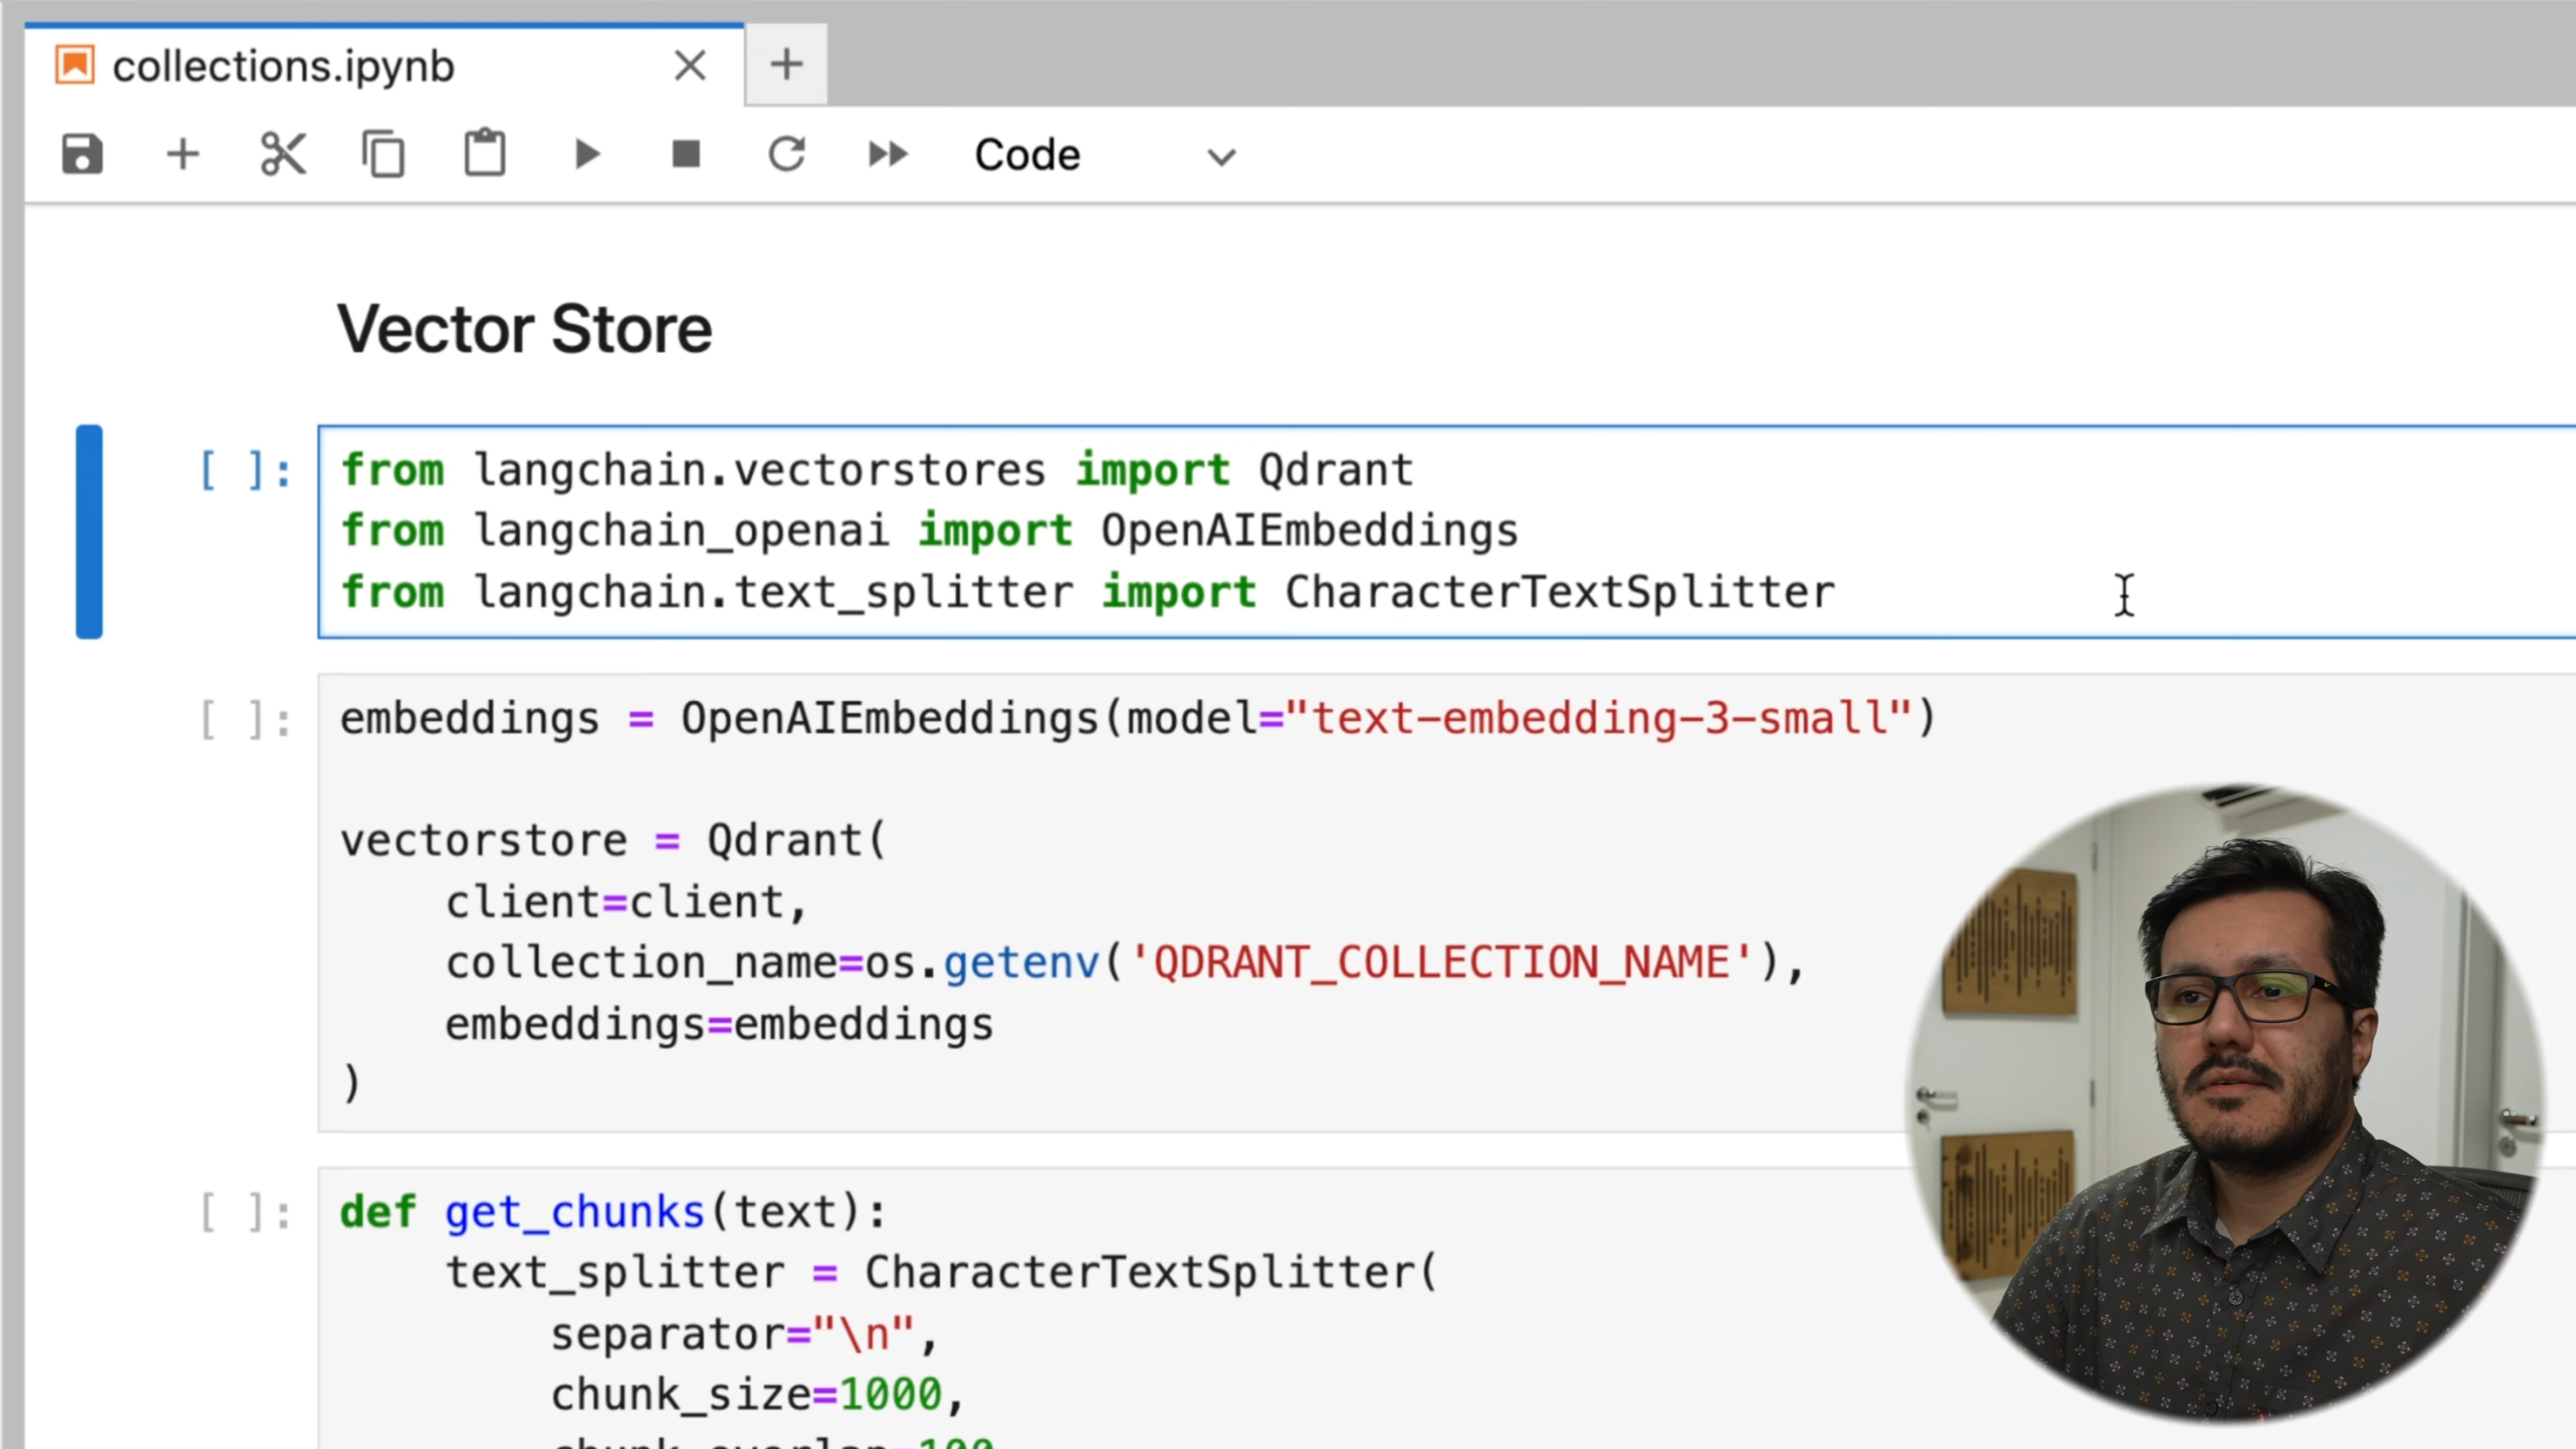 collections.ipynb
Code
Vector Store
[ ]:
from langchain.vectorstores import Qdrant
from langchain_openai import OpenAIEmbeddings
from langchain.text_splitter import CharacterTextSplitter
[ ]:
embeddings = OpenAIEmbeddings(model="text-embedding-3-small")
vectorstore = Qdrant(
    client=client,
    collection_name=os.getenv('QDRANT_COLLECTION_NAME'),
    embeddings=embeddings
)
[ ]:
def get_chunks(text):
    text_splitter = CharacterTextSplitter(
        separator="\n",
        chunk_size=1000,